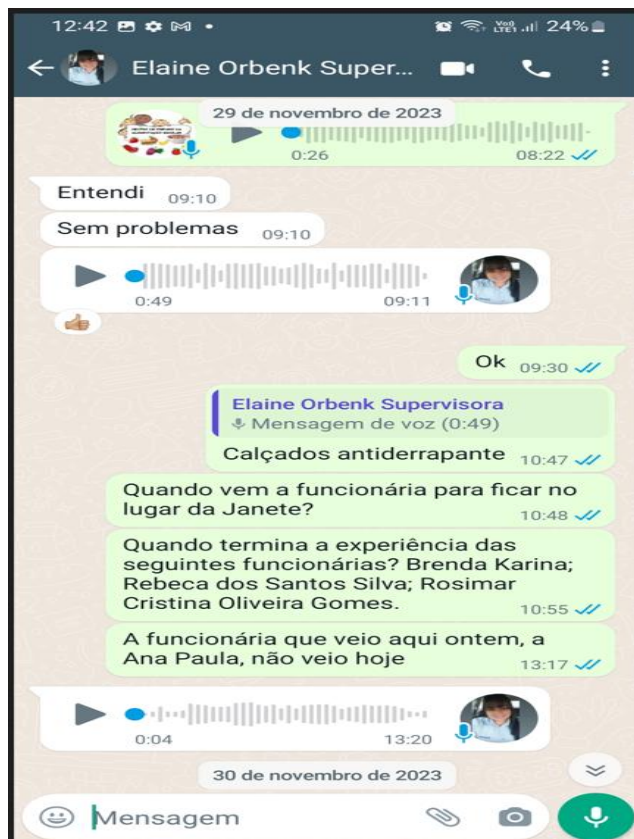 12:42
Voo) LTE1 24%
Elaine Orbenk Super...
29 de novembro de 2023
0:26 08:22
Entendi 09:10
Sem problemas 09:10
0:49 09:11
Ok 09:30
Elaine Orbenk Supervisora
Mensagem de voz (0:49)
Calçados antiderrapante 10:47
Quando vem a funcionária para ficar no
lugar da Janete?
10:48
Quando termina a experiência das
seguintes funcionárias? Brenda Karina;
Rebeca dos Santos Silva; Rosimar
Cristina Oliveira Gomes.
10:55
A funcionária que veio aqui ontem, a
Ana Paula, não veio hoje
13:17
0:04 13:20
30 de novembro de 2023
Mensagem